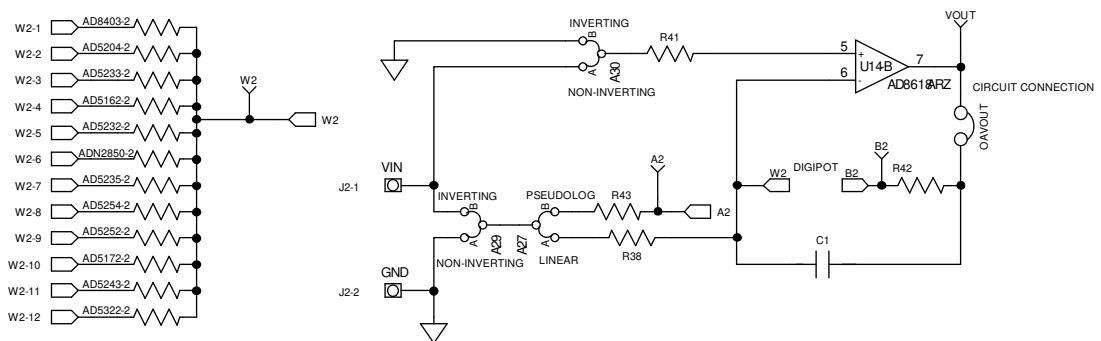 W2-1 AD8403-2
W2-2 AD5204-2
W2-3 AD5233-2
W2-4 AD5162-2
W2-5 AD5232-2
W2-6 ADN2850-2
W2-7 AD5235-2
W2-8 AD5254-2
W2-9 AD5252-2
W2-10 AD5172-2
W2-11 AD5243-2
W2-12 AD5322-2
W2
W2
INVERTING
B
A
A30
NON-INVERTING
R41
5
6
+
-
U14-B
7
AD8618ARZ
VOUT
CIRCUIT CONNECTION
OAVOUT
J2-1
VIN
INVERTING
B
A
A29
NON-INVERTING
J2-2
GND
PSEUDOLOG
B
A
A27
LINEAR
R43
R38
A2
A2
W2
DIGIPOT
B2
B2
R42
C1